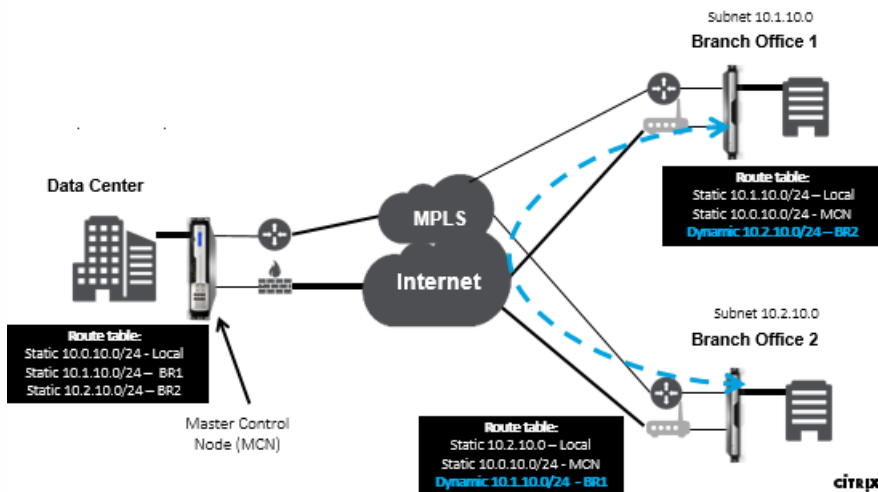 Subnet 10.1.10.0
Branch Office 1
Route table:
Static 10.1.10.0/24 – Local
Static 10.0.10.0/24 - MCN
Dynamic 10.2.10.0/24 – BR2
Data Center
MPLS
Internet
Route table:
Static 10.0.10.0/24 - Local
Static 10.1.10.0/24 – BR1
Static 10.2.10.0/24 – BR2
Master Control
Node (MCN)
Subnet 10.2.10.0
Branch Office 2
Route table:
Static 10.2.10.0 – Local
Static 10.0.10.0/24 - MCN
Dynamic 10.1.10.0/24 - BR1
CITRIX